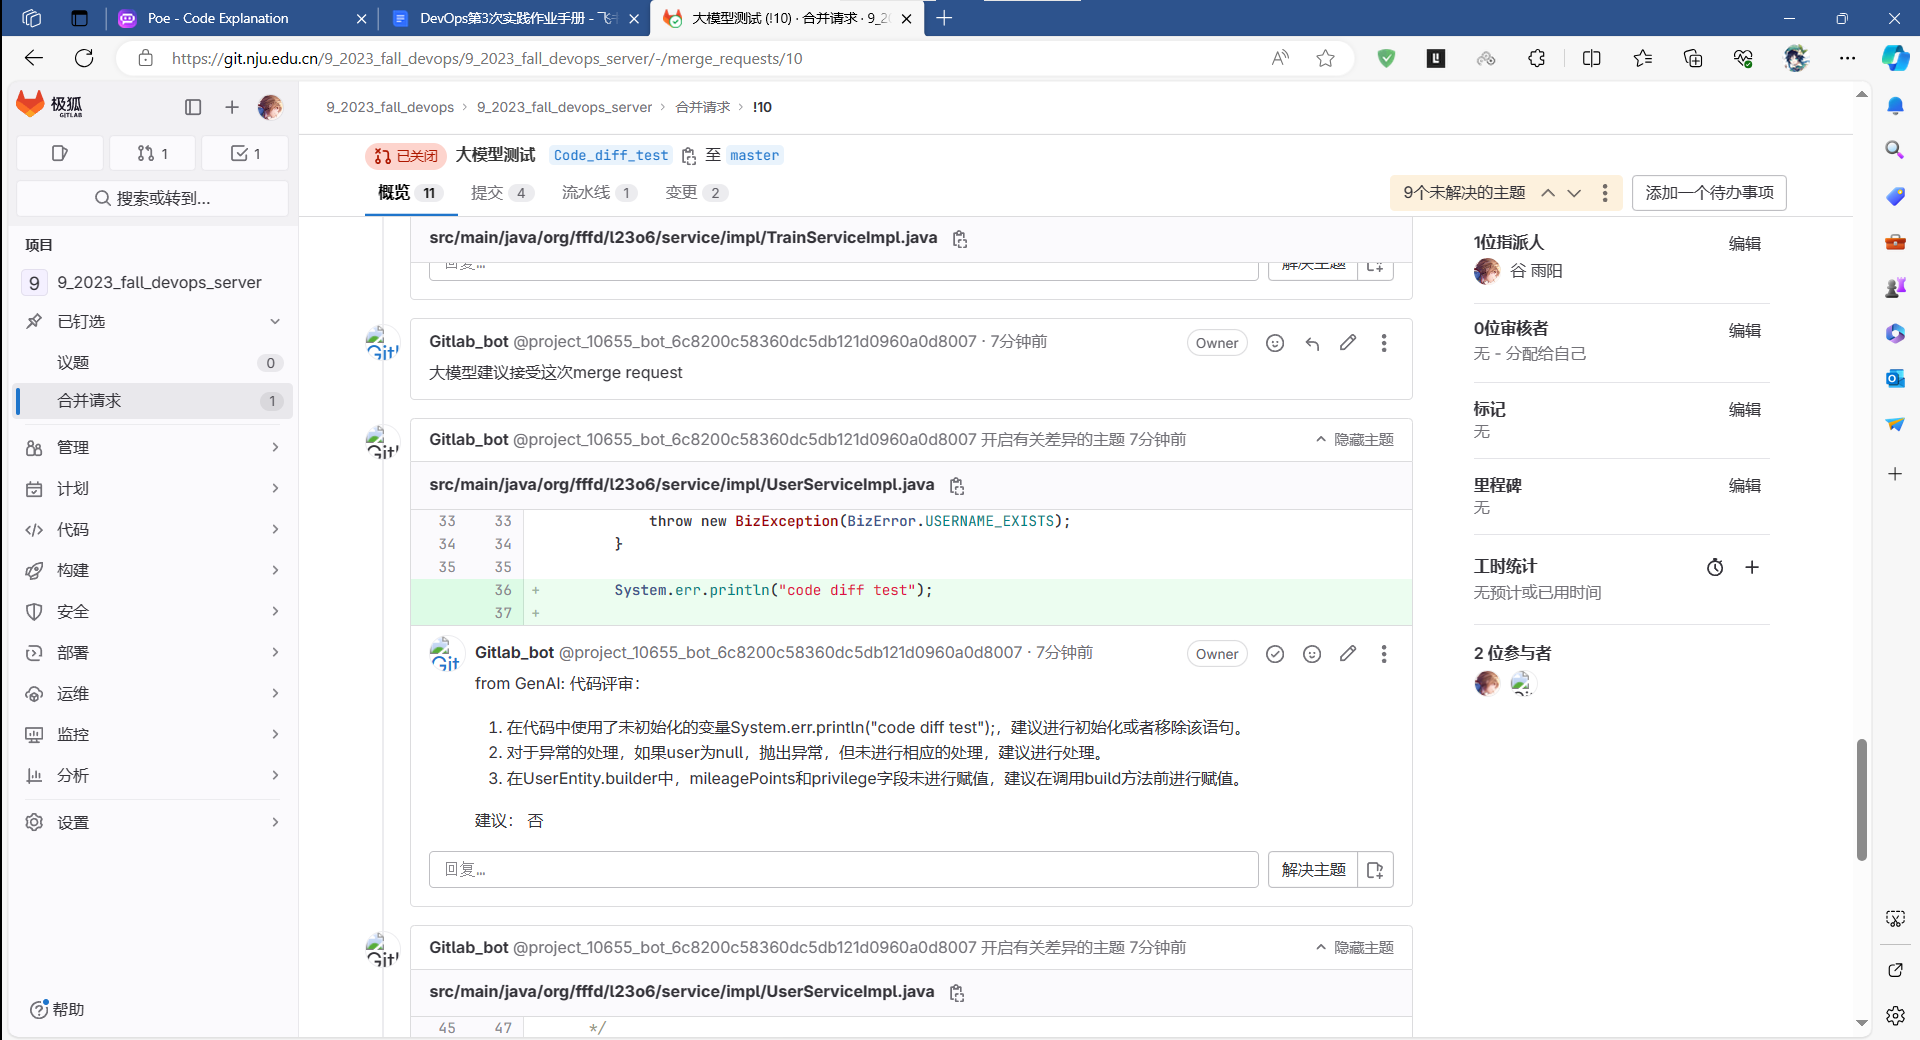 Poe - Code Explanation
DevOps第3次实践作业手册 - 飞书
大模型测试 (!10) · 合并请求 · 9_20
https://git.nju.edu.cn/9_2023_fall_devops/9_2023_fall_devops_server/-/merge_requests/10
极狐
GITLAB
1
1
搜索或转到...
项目
9
9_2023_fall_devops_server
已钉选
议题
0
合并请求
1
管理
计划
代码
构建
安全
部署
运维
监控
分析
设置
帮助
9_2023_fall_devops › 9_2023_fall_devops_server › 合并请求 › !10
已关闭 大模型测试 Code_diff_test 至 master
概览 11 提交 4 流水线 1 变更 2
9个未解决的主题
添加一个待办事项
src/main/java/org/fffd/l23o6/service/impl/TrainServiceImpl.java
回复…
解决主题
Gitlab_bot @project_10655_bot_6c8200c58360dc5db121d0960a0d8007 · 7分钟前
Owner
大模型建议接受这次merge request
Gitlab_bot @project_10655_bot_6c8200c58360dc5db121d0960a0d8007 开启有关差异的主题 7分钟前
隐藏主题
src/main/java/org/fffd/l23o6/service/impl/UserServiceImpl.java
33 33 throw new BizException(BizError.USERNAME_EXISTS);
34 34 }
35 35
36 + System.err.println("code diff test");
37 +
Gitlab_bot @project_10655_bot_6c8200c58360dc5db121d0960a0d8007 · 7分钟前
Owner
from GenAI: 代码评审：
1. 在代码中使用了未初始化的变量System.err.println("code diff test");，建议进行初始化或者移除该语句。
2. 对于异常的处理，如果user为null，抛出异常，但未进行相应的处理，建议进行处理。
3. 在UserEntity.builder中，mileagePoints和privilege字段未进行赋值，建议在调用build方法前进行赋值。
建议： 否
回复…
解决主题
Gitlab_bot @project_10655_bot_6c8200c58360dc5db121d0960a0d8007 开启有关差异的主题 7分钟前
隐藏主题
src/main/java/org/fffd/l23o6/service/impl/UserServiceImpl.java
45 47 */
1位指派人
编辑
谷 雨阳
0位审核者
编辑
无 - 分配给自己
标记
编辑
无
里程碑
编辑
无
工时统计
无预计或已用时间
2 位参与者